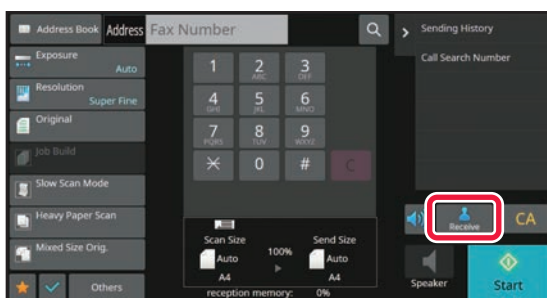 Address Book
Address
Fax Number
Sending History
Call Search Number
Exposure
Auto
Resolution
Super Fine
Original
Job Build
Slow Scan Mode
Heavy Paper Scan
Mixed Size Orig.
Others
1
2 ABC
3 DEF
4 GHI
5 JKL
6 MNO
7 PQRS
8 TUV
9 WXYZ
0
#
C
Scan Size
Auto
A4
100%
Send Size
Auto
A4
reception memory: 0%
Receive
CA
Speaker
Start